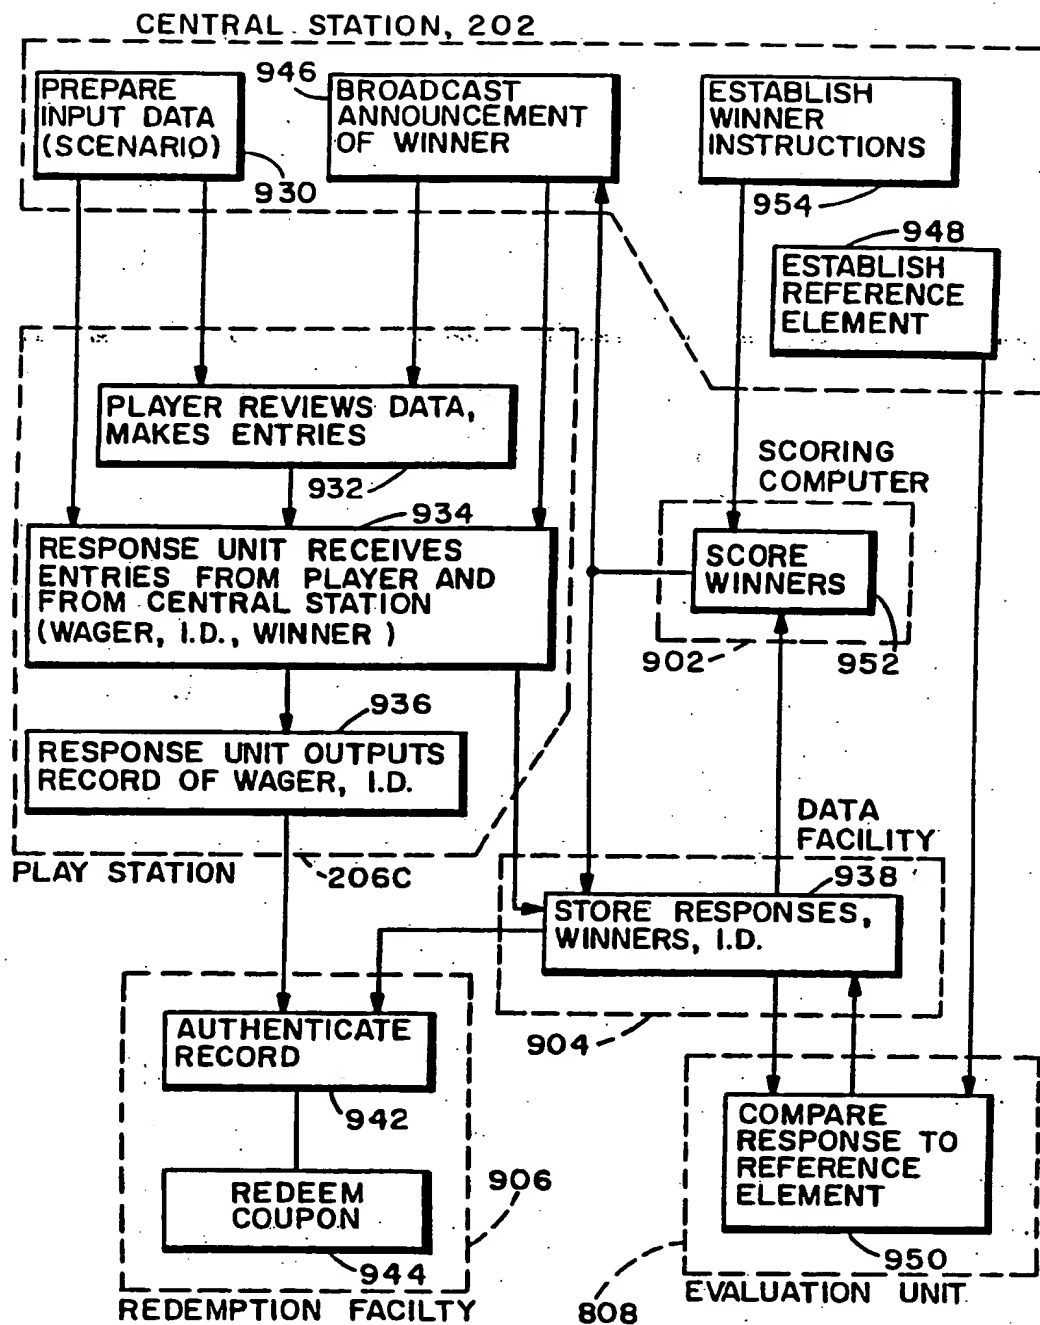 CENTRAL STATION, 202
PREPARE
INPUT DATA
(SCENARIO)
930
946
BROADCAST
ANNOUNCEMENT
OF WINNER
ESTABLISH
WINNER
INSTRUCTIONS
954
948
ESTABLISH
REFERENCE
ELEMENT
PLAYER REVIEWS DATA,
MAKES ENTRIES
932
934
RESPONSE UNIT RECEIVES
ENTRIES FROM PLAYER AND
FROM CENTRAL STATION
(WAGER, I.D., WINNER )
SCORING
COMPUTER
SCORE
WINNERS
902
952
936
RESPONSE UNIT OUTPUTS
RECORD OF WAGER, I.D.
PLAY STATION
206C
DATA
FACILITY
938
STORE RESPONSES,
WINNERS, I.D.
904
AUTHENTICATE
RECORD
942
REDEEM
COUPON
944
906
REDEMPTION FACILTY
COMPARE
RESPONSE TO
REFERENCE
ELEMENT
950
808
EVALUATION UNIT